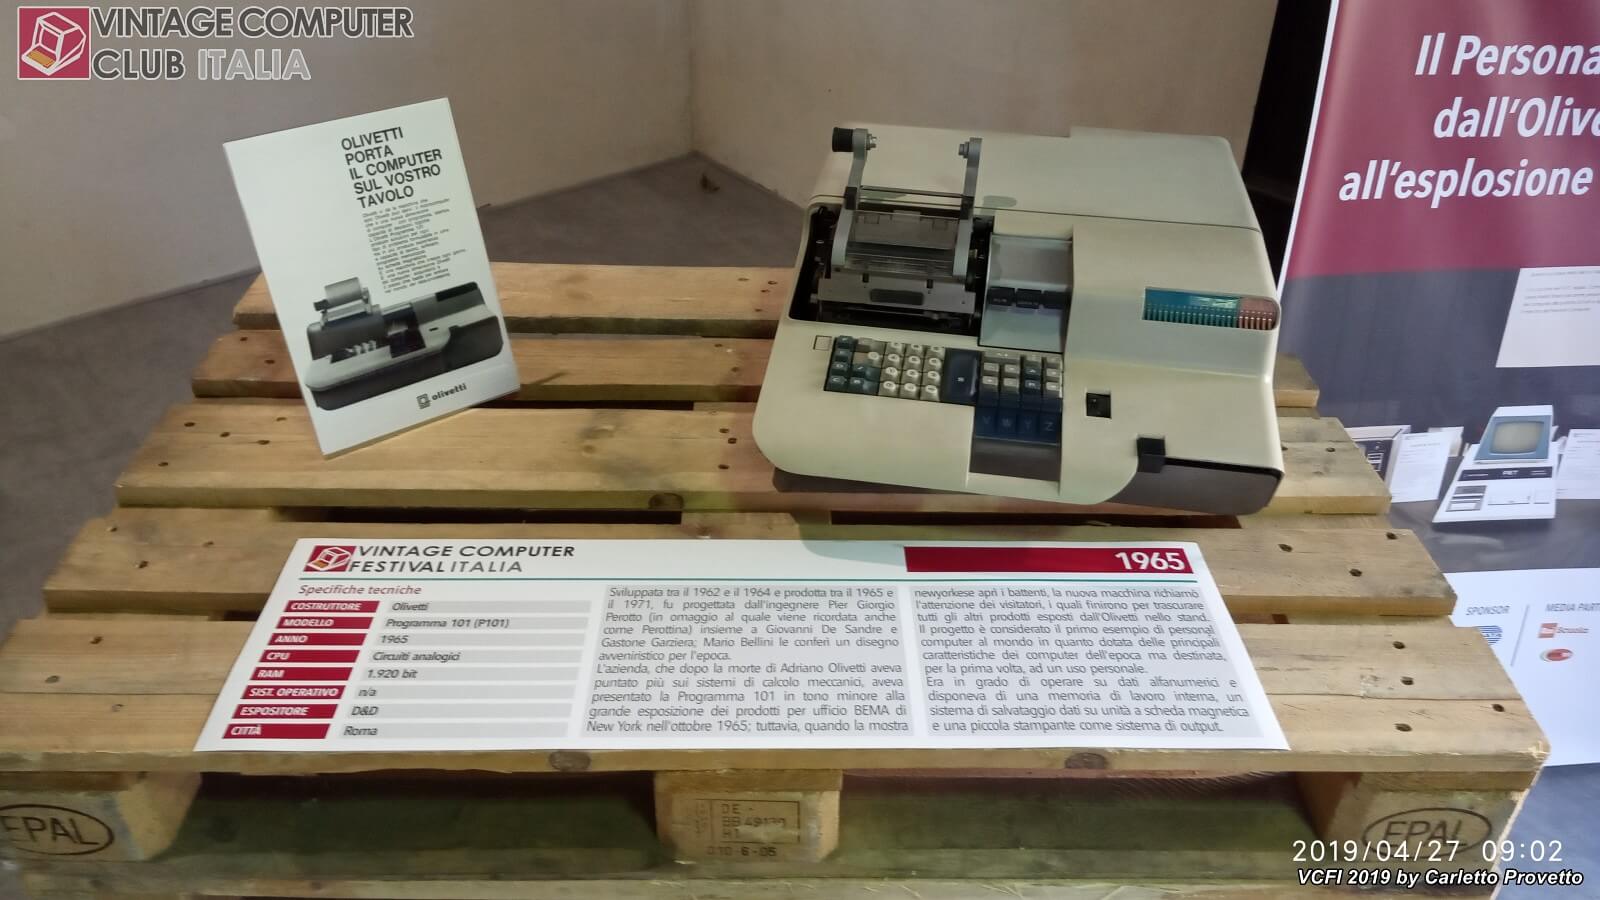 VINTAGE COMPUTER
CLUB ITALIA
OLIVETTI
PORTA
IL COMPUTER
SUL VOSTRO
TAVOLO
olivetti
Il Persona
dall'Olive
all'esplosione
PET
SPONSOR
MEDIA PART
VINTAGE COMPUTER
FESTIVAL ITALIA
1965
Specifiche tecniche
COSTRUTTORE Olivetti
MODELLO Programma 101 (P101)
ANNO 1965
CPU Circuiti analogici
RAM 1.920 bit
SIST. OPERATIVO n/a
ESPOSITORE D&D
CITTÀ Roma
Sviluppata tra il 1962 e il 1964 e prodotta tra il 1965 e
il 1971, fu progettata dall'ingegnere Pier Giorgio
Perotto (in omaggio al quale viene ricordata anche
come Perottina) insieme a Giovanni De Sandre e
Gastone Garziera; Mario Bellini le conferì un disegno
avveniristico per l'epoca.
L'azienda, che dopo la morte di Adriano Olivetti aveva
puntato più sui sistemi di calcolo meccanici, aveva
presentato la Programma 101 in tono minore alla
grande esposizione dei prodotti per ufficio BEMA di
New York nell'ottobre 1965; tuttavia, quando la mostra
newyorkese aprì i battenti, la nuova macchina richiamò
l'attenzione dei visitatori, i quali finirono per trascurare
tutti gli altri prodotti esposti dall'Olivetti nello stand.
Il progetto è considerato il primo esempio di personal
computer al mondo in quanto dotata delle principali
caratteristiche dei computer dell'epoca ma destinata,
per la prima volta, ad un uso personale.
Era in grado di operare su dati alfanumerici e
disponeva di una memoria di lavoro interna, un
sistema di salvataggio dati su unità a scheda magnetica
e una piccola stampante come sistema di output.
V W Y Z
EPAL
DE -
HT
010-6-05
EPAL
2019/04/27 09:02
VCFI 2019 by Carletto Provetto